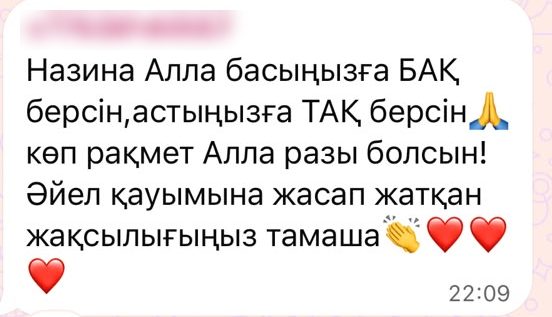 Назина Алла басыңызға БАҚ
берсін,астыңызға ТАҚ берсін🙏
көп рақмет Алла разы болсын!
Әйел қауымына жасап жатқан
жақсылығыңыз тамаша👏❤️❤️
❤️
22:09